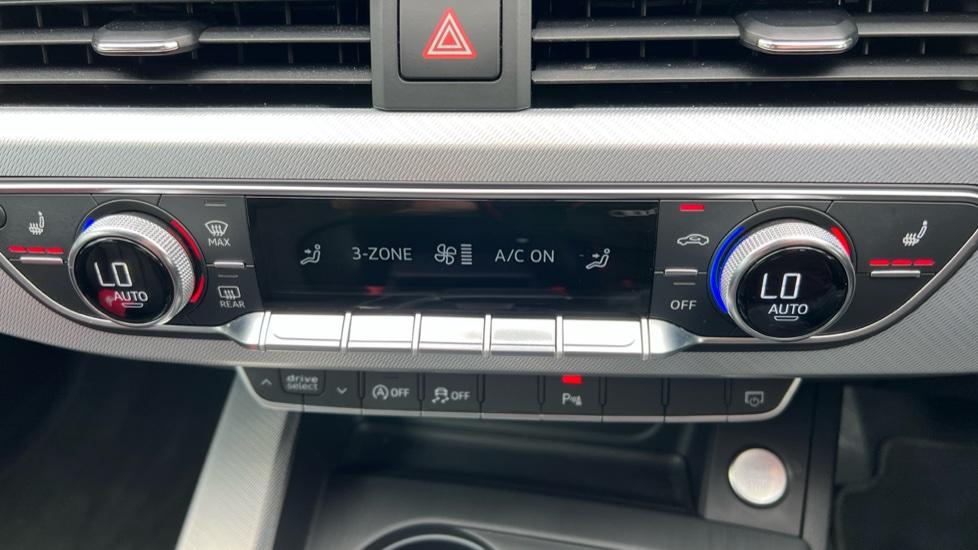 MAX
REAR
LO
AUTO
3-ZONE
A/C ON
OFF
LO
AUTO
drive
select
A OFF
OFF
P